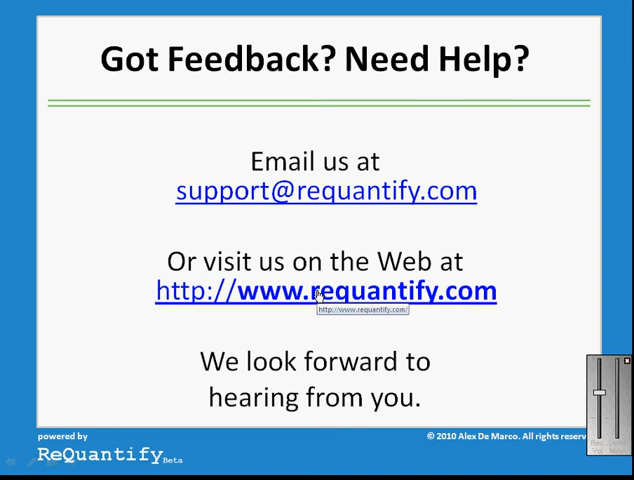 Got Feedback? Need Help?
Email us at
support@requantify.com
Or visit us on the Web at
http://www.requantify.com
http://www.requantify.com/
We look forward to
hearing from you.
powered by
ReQuantify Beta
© 2010 Alex De Marco. All rights